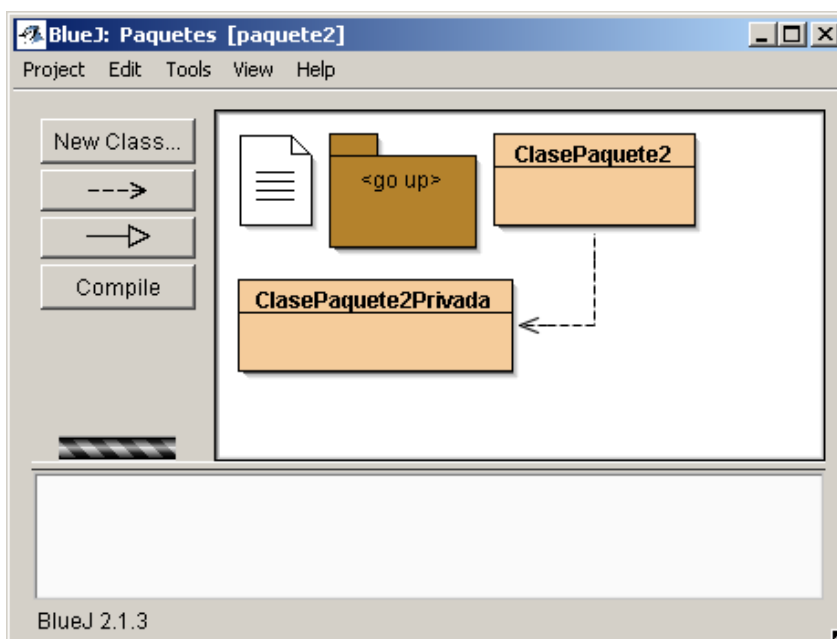 BlueJ: Paquetes [paquete2]
Project Edit Tools View Help
New Class...
Compile
<go up>
ClasePaquete2
ClasePaquete2Privada
BlueJ 2.1.3